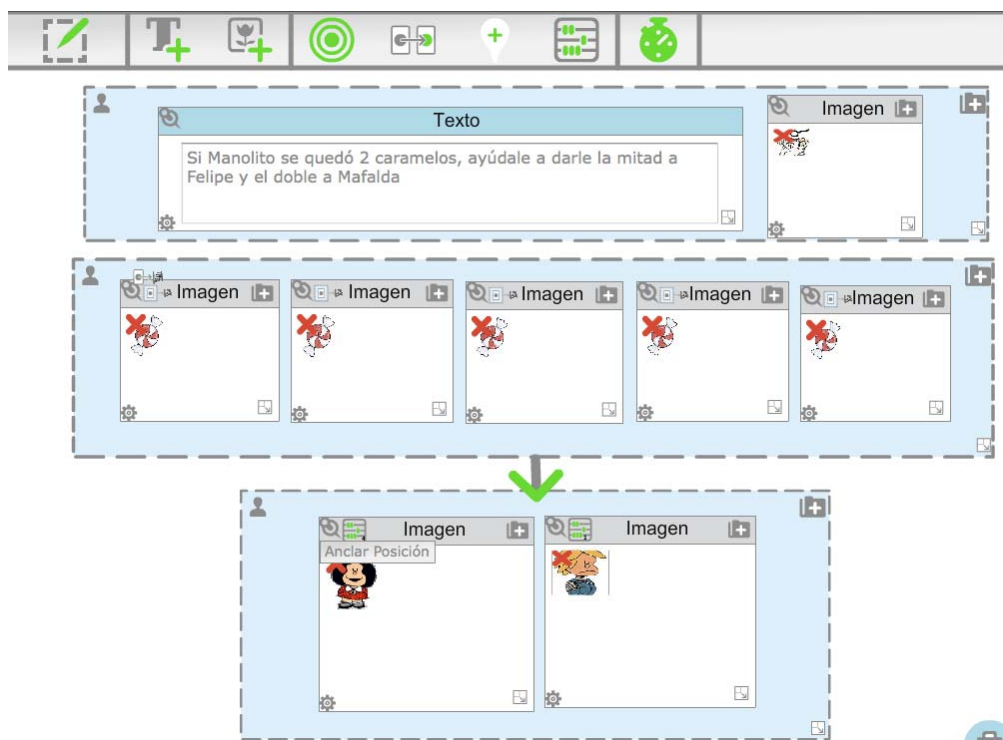 Texto
Imagen
Si Manolito se quedó 2 caramelos, ayúdale a darle la mitad a
Felipe y el doble a Mafalda
Imagen
Imagen
Imagen
Imagen
Imagen
Imagen
Imagen
Anclar Posición